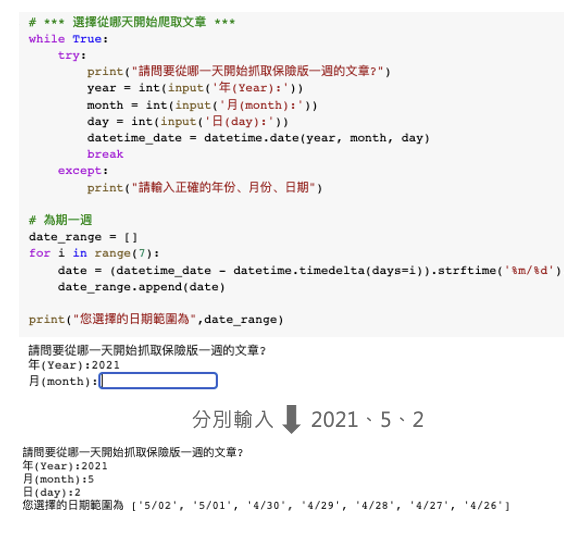 # *** 選擇從哪天開始爬取文章 ***
while True:
    try:
        print("請問要從哪一天開始抓取保險版一週的文章?")
        year = int(input('年(Year):'))
        month = int(input('月(month):'))
        day = int(input('日(day):'))
        datetime_date = datetime.date(year, month, day)
        break
    except:
        print("請輸入正確的年份、月份、日期")
# 為期一週
date_range = []
for i in range(7):
    date = (datetime_date - datetime.timedelta(days=i)).strftime('%m/%d')
    date_range.append(date)
print("您選擇的日期範圍為",date_range)
請問要從哪一天開始抓取保險版一週的文章?
年(Year):2021
月(month):
分別輸入 2021、5、2
請問要從哪一天開始抓取保險版一週的文章?
年(Year):2021
月(month):5
日(day):2
您選擇的日期範圍為 ['5/02', '5/01', '4/30', '4/29', '4/28', '4/27', '4/26']